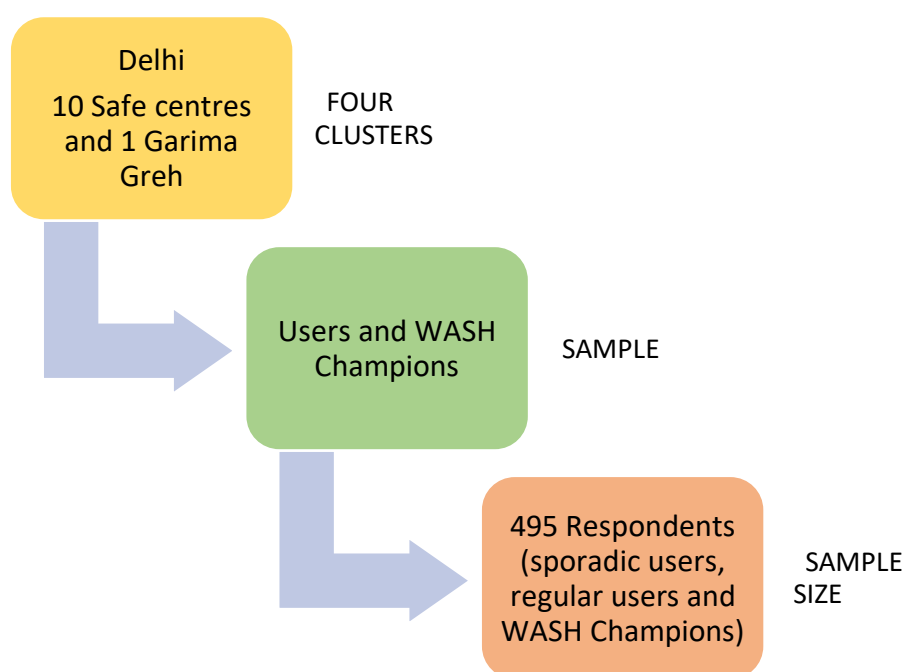 Delhi
10 Safe centres
and 1 Garima
Greh
FOUR
CLUSTERS
Users and WASH
Champions
SAMPLE
495 Respondents
(sporadic users,
regular users and
WASH Champions)
SAMPLE
SIZE